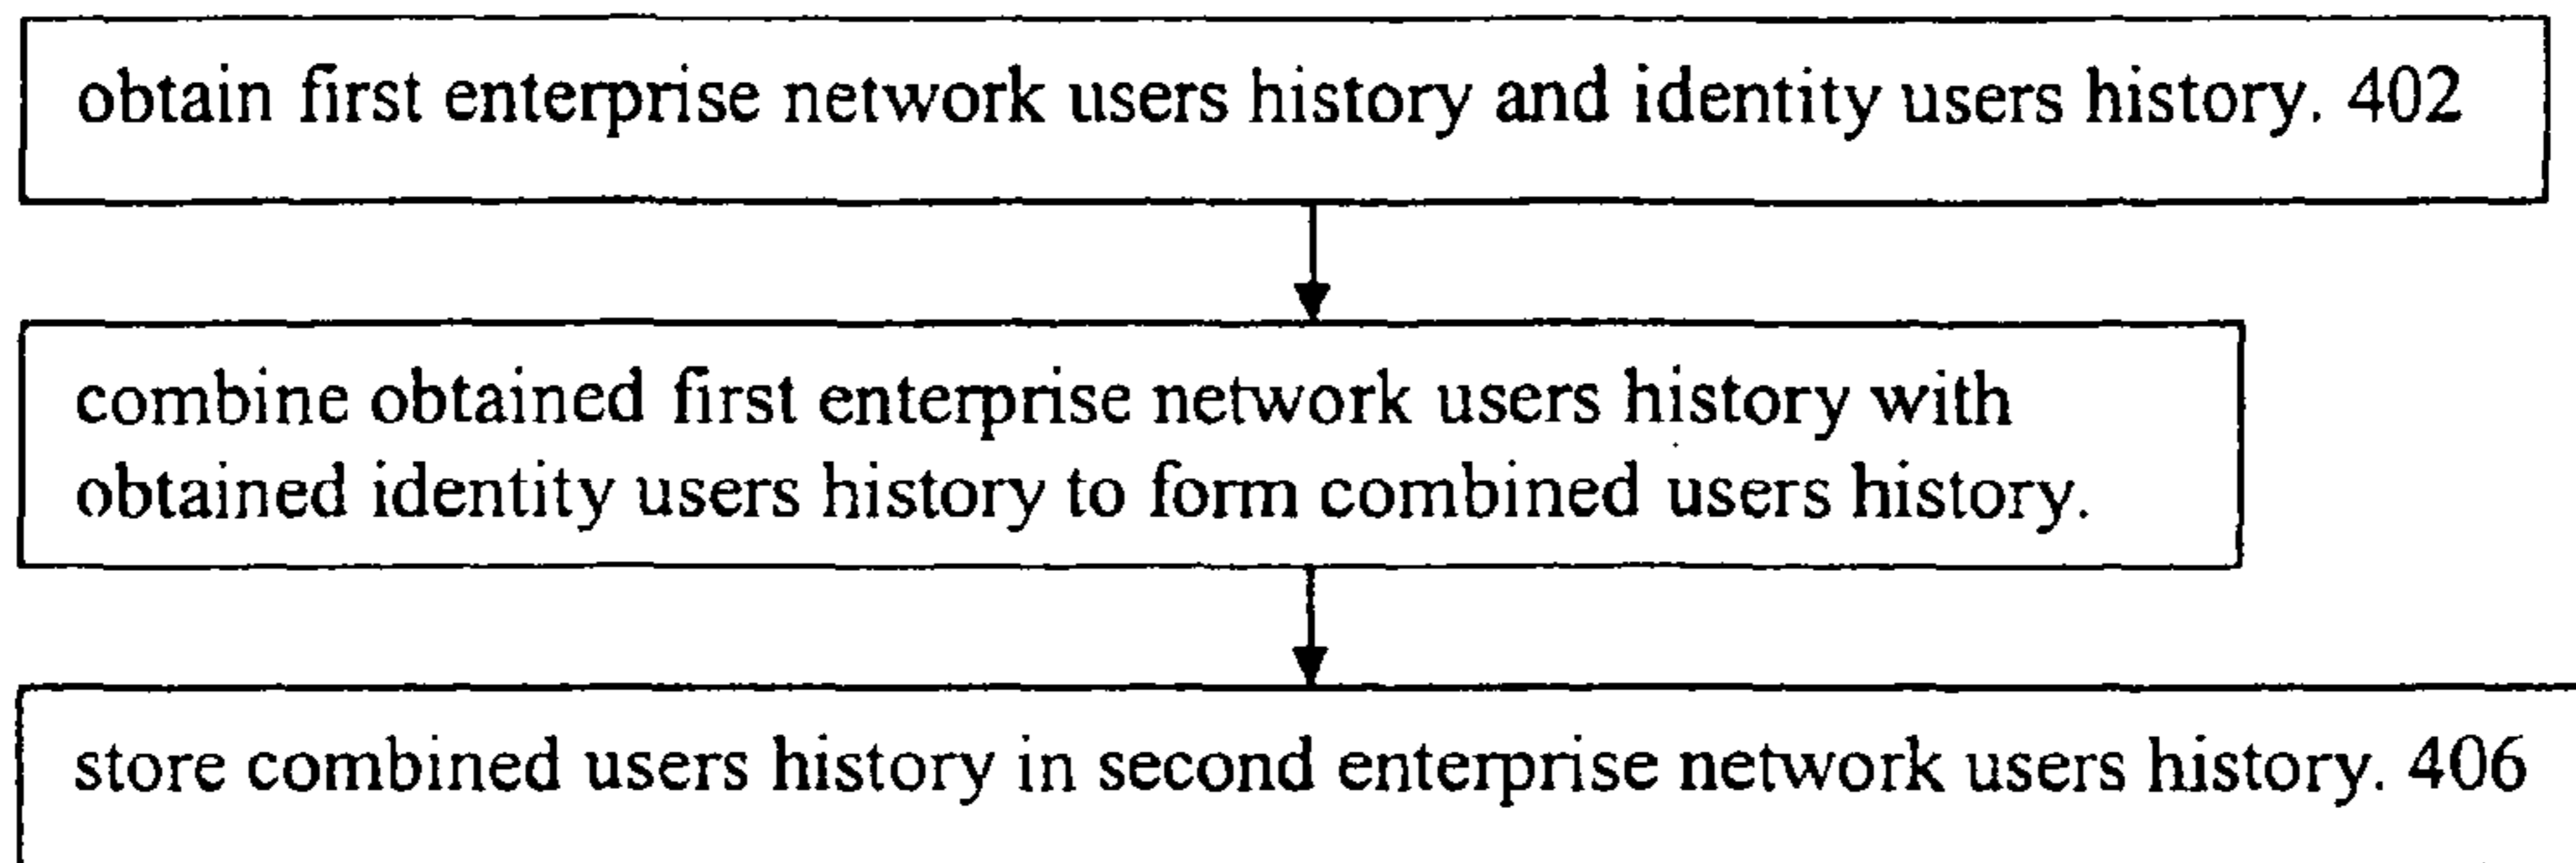 obtain first enterprise network users history and identity users history. 402
combine obtained first enterprise network users history with
obtained identity users history to form combined users history.
store combined users history in second enterprise network users history. 406